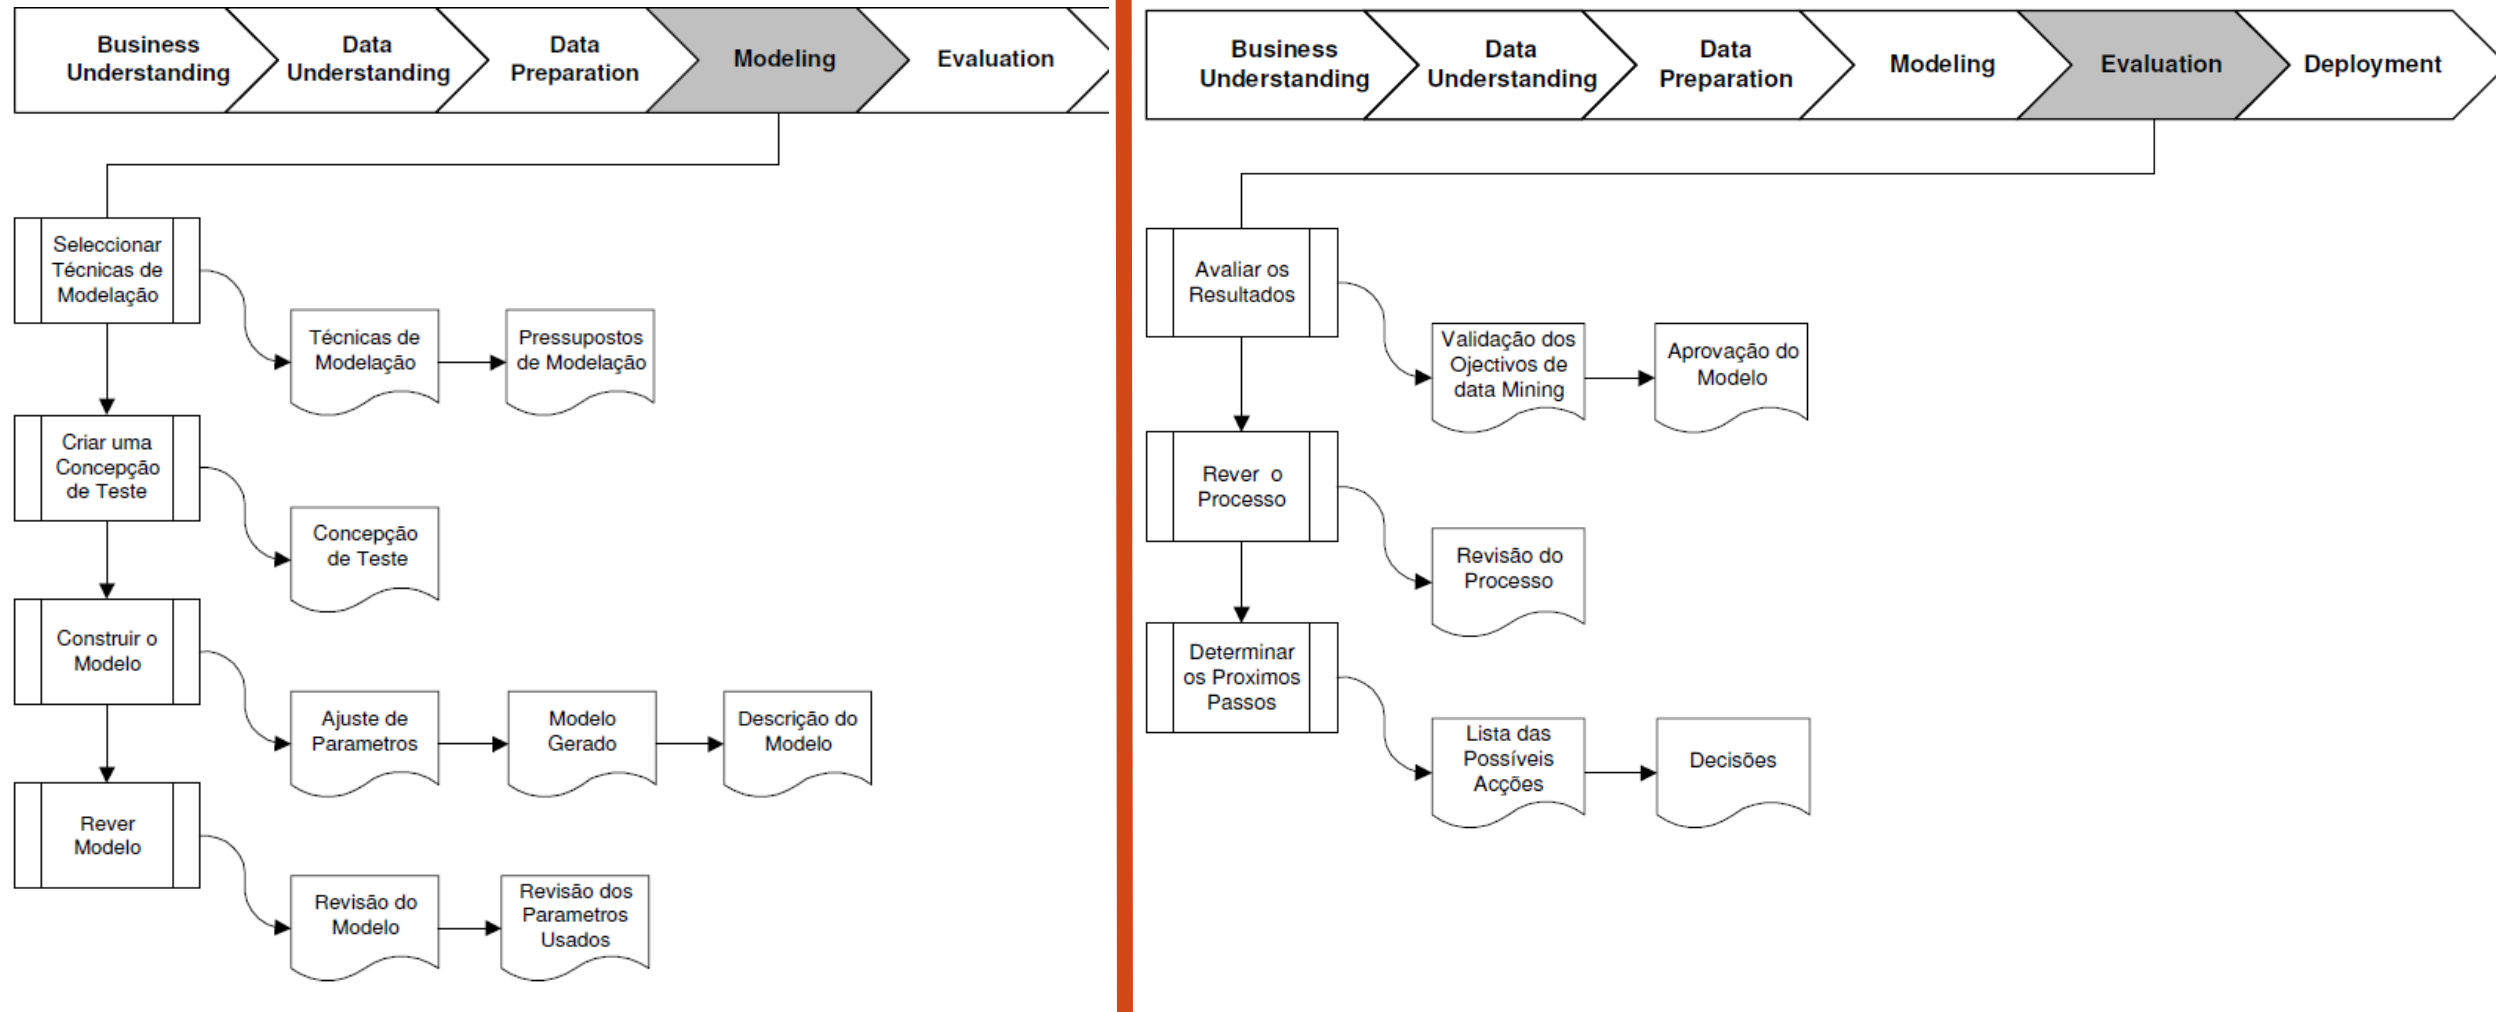 Business
Understanding
Data
Understanding
Data
Preparation
Modeling
Evaluation
Seleccionar
Técnicas de
Modelação
Técnicas de
Modelação
Pressupostos
de Modelação
Criar uma
Concepção
de Teste
Concepção
de Teste
Construir o
Modelo
Ajuste de
Parametros
Modelo
Gerado
Descrição do
Modelo
Rever
Modelo
Revisão do
Modelo
Revisão dos
Parametros
Usados
Business
Understanding
Data
Understanding
Data
Preparation
Modeling
Evaluation
Deployment
Avaliar os
Resultados
Validação dos
Ojectivos de
data Mining
Aprovação do
Modelo
Rever o
Processo
Revisão do
Processo
Determinar
os Proximos
Passos
Lista das
Possíveis
Acções
Decisões